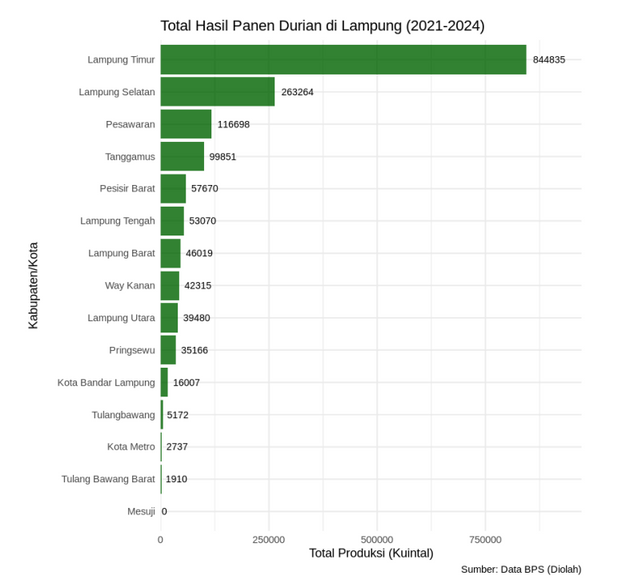 Total Hasil Panen Durian di Lampung (2021-2024)
Kabupaten/Kota
Lampung Timur 844835
Lampung Selatan 263264
Pesawaran 116698
Tanggamus 99851
Pesisir Barat 57670
Lampung Tengah 53070
Lampung Barat 46019
Way Kanan 42315
Lampung Utara 39480
Pringsewu 35166
Kota Bandar Lampung 16007
Tulangbawang 5172
Kota Metro 2737
Tulang Bawang Barat 1910
Mesuji 0
0 250000 500000 750000
Total Produksi (Kuintal)
Sumber: Data BPS (Diolah)